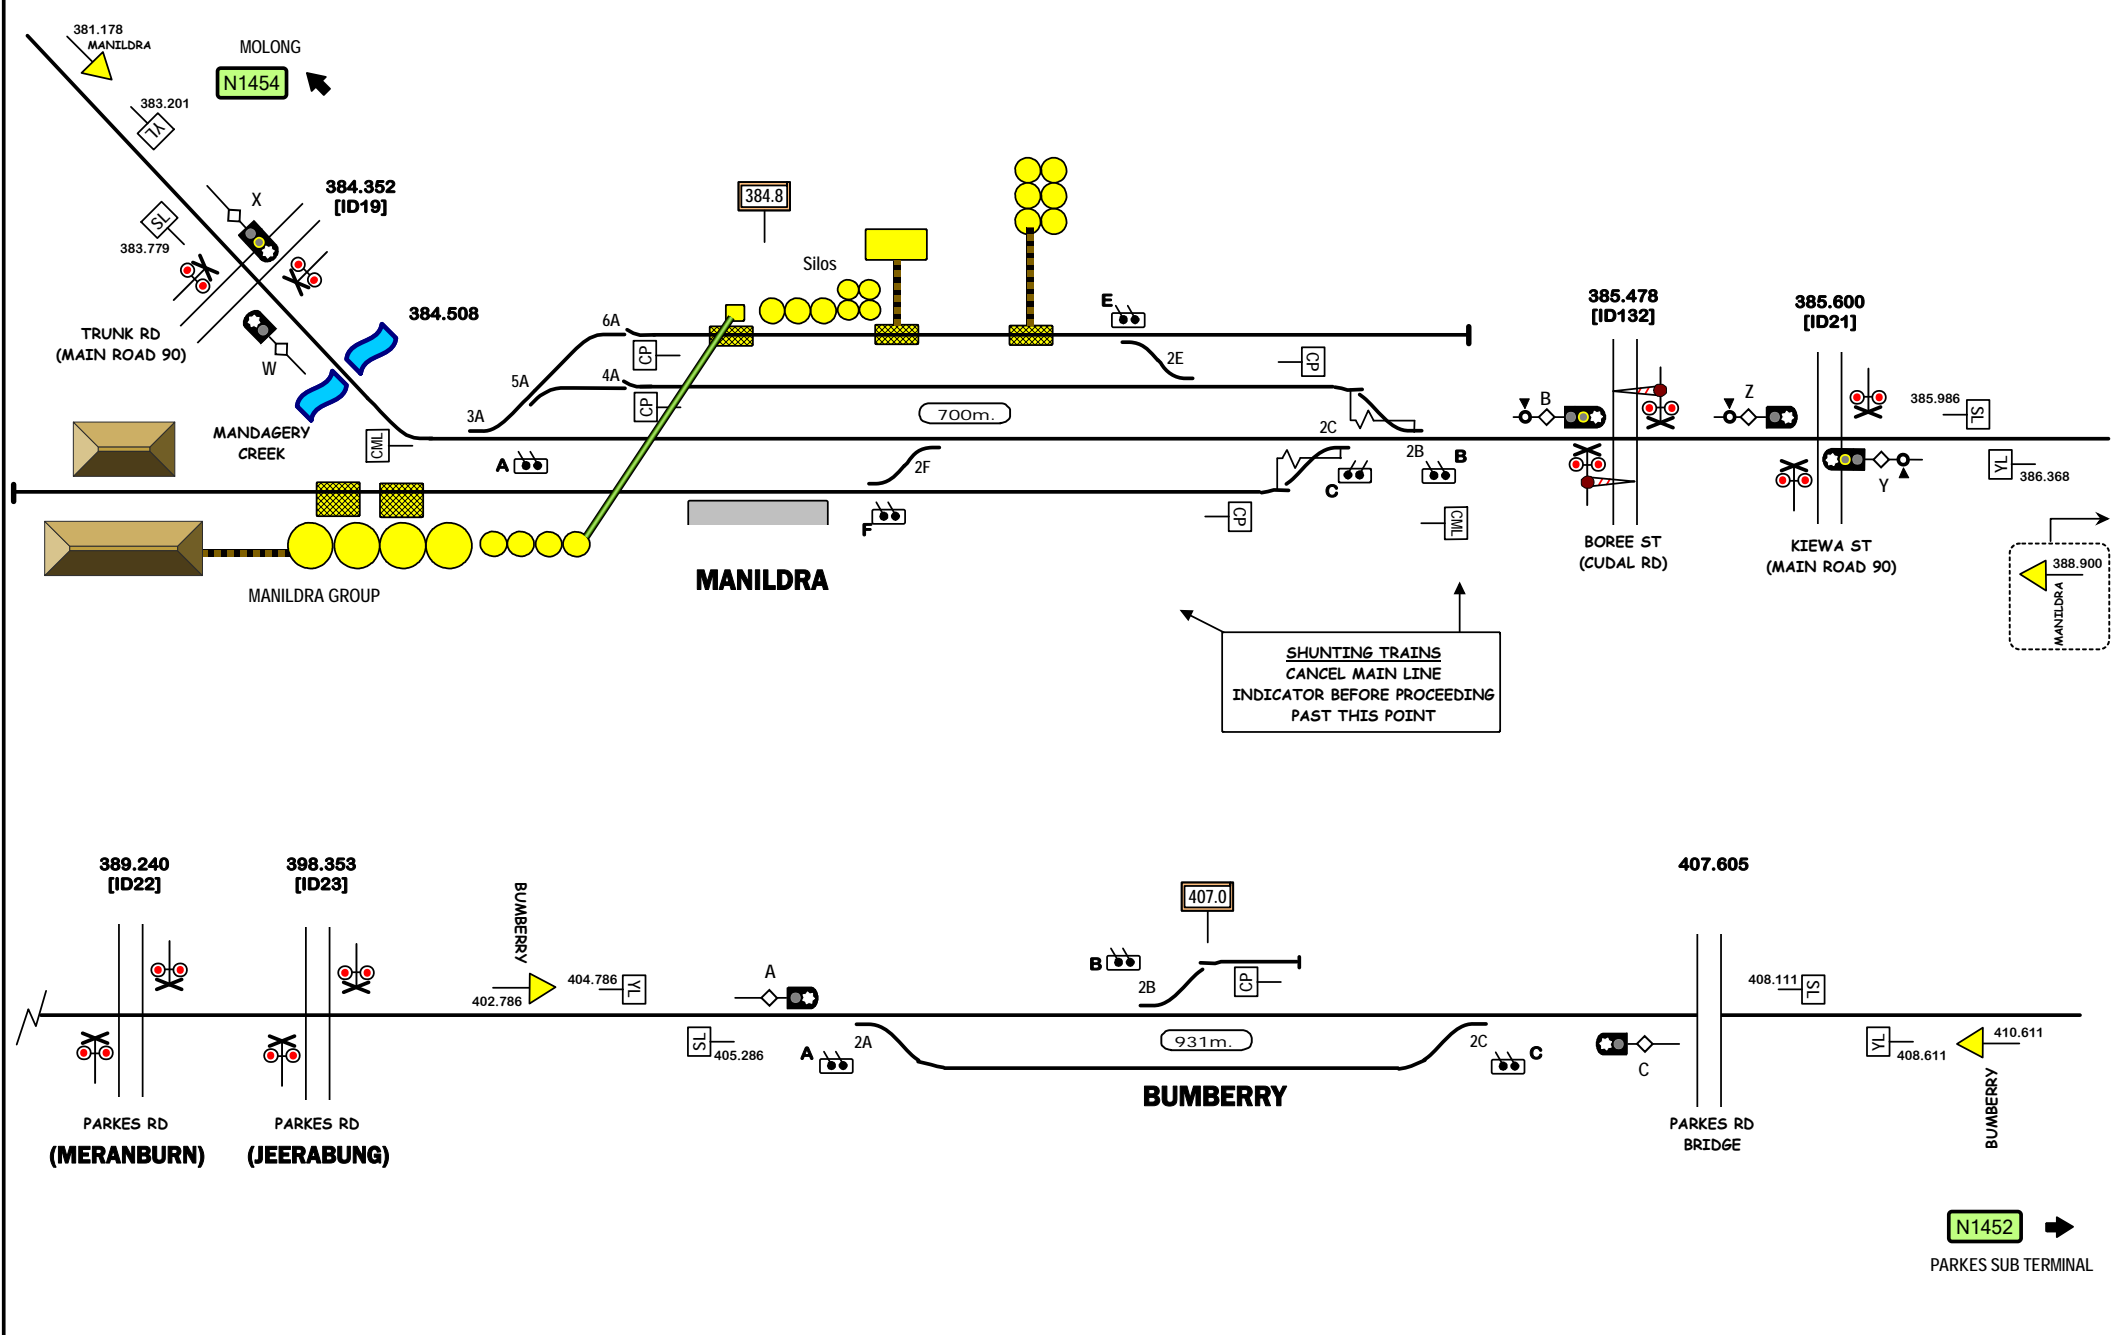 381.178
MANILDRA
MOLONG
N1454
383.201
YL
X
384.352
[ID19]
SL
383.779
TRUNK RD
(MAIN ROAD 90)
W
384.508
MANDAGERY
CREEK
384.8
Silos
6A
CP
5A
4A
CP
3A
CML
A
700m.
2F
F
E
2E
CP
2C
2B
B
C
CP
CML
385.478
[ID132]
B
BOREE ST
(CUDAL RD)
385.600
[ID21]
Z
Y
KIEWA ST
(MAIN ROAD 90)
385.986
SL
YL
386.368
388.900
MANILDRA
MANILDRA GROUP
MANILDRA
SHUNTING TRAINS
CANCEL MAIN LINE
INDICATOR BEFORE PROCEEDING
PAST THIS POINT
389.240
[ID22]
PARKES RD
(MERANBURN)
398.353
[ID23]
PARKES RD
(JEERABUNG)
BUMBERRY
402.786
404.786
YL
SL
405.286
A
A
2A
B
2B
407.0
CP
931m.
BUMBERRY
2C
C
C
407.605
PARKES RD
BRIDGE
408.111
SL
YL
408.611
410.611
BUMBERRY
N1452
PARKES SUB TERMINAL